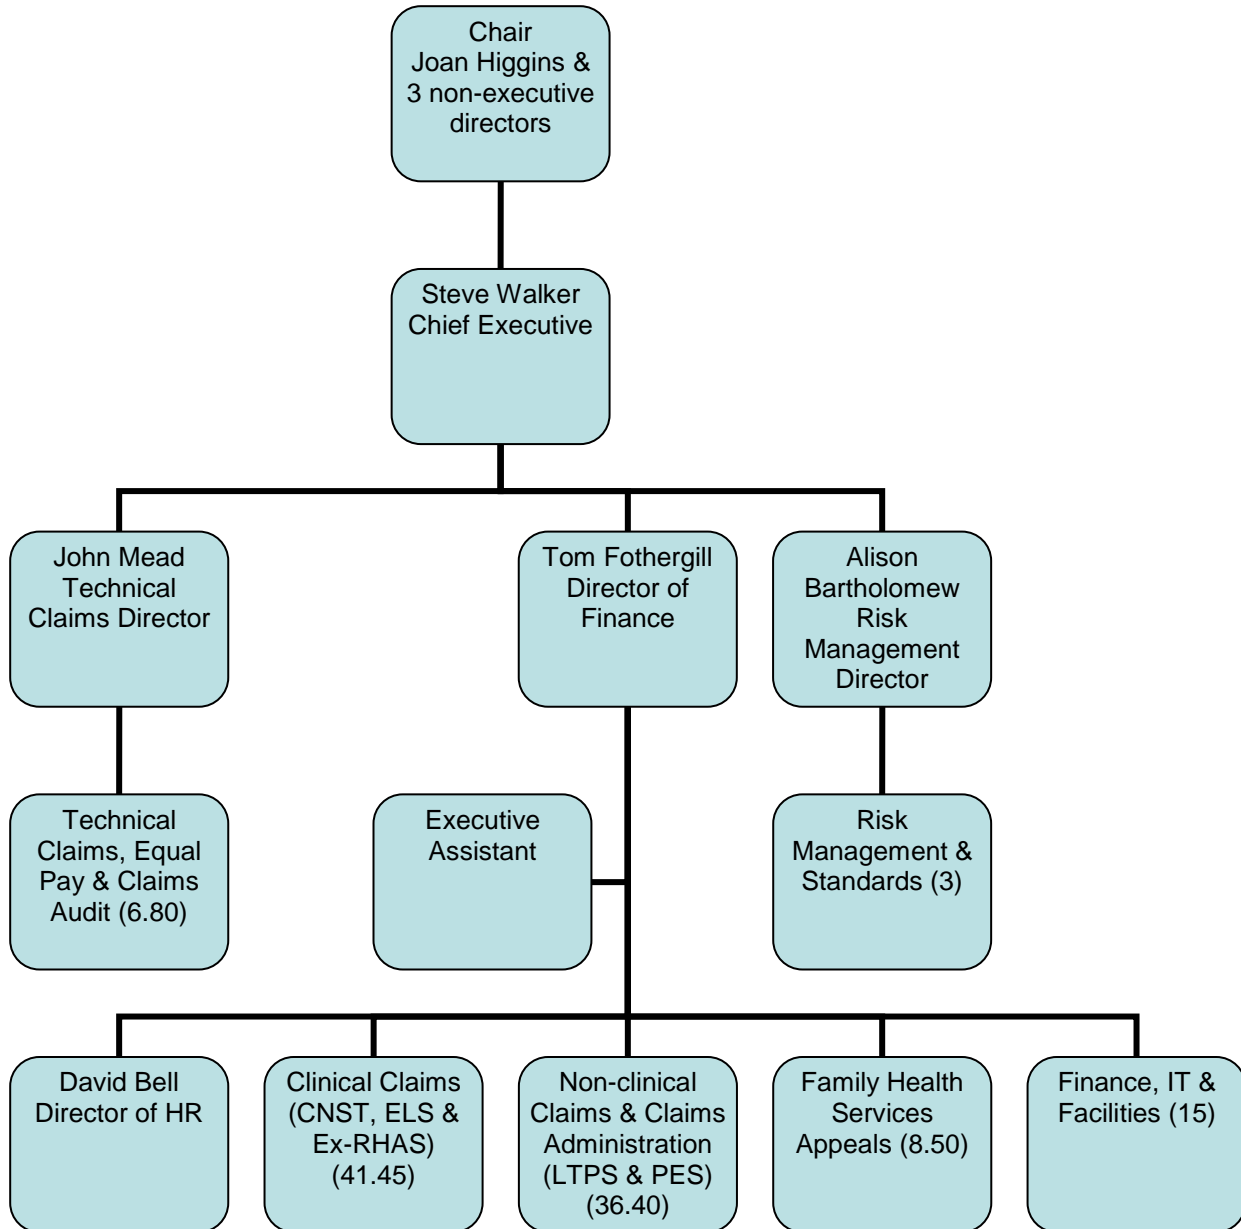 Chair
Joan Higgins &
3 non-executive
directors
Steve Walker
Chief Executive
John Mead
Technical
Claims Director
Tom Fothergill
Director of
Finance
Alison
Bartholomew
Risk
Management
Director
Technical
Claims, Equal
Pay & Claims
Audit (6.80)
Executive
Assistant
Risk
Management &
Standards (3)
David Bell
Director of HR
Clinical Claims
(CNST, ELS &
Ex-RHAS)
(41.45)
Non-clinical
Claims & Claims
Administration
(LTPS & PES)
(36.40)
Family Health
Services
Appeals (8.50)
Finance, IT &
Facilities (15)